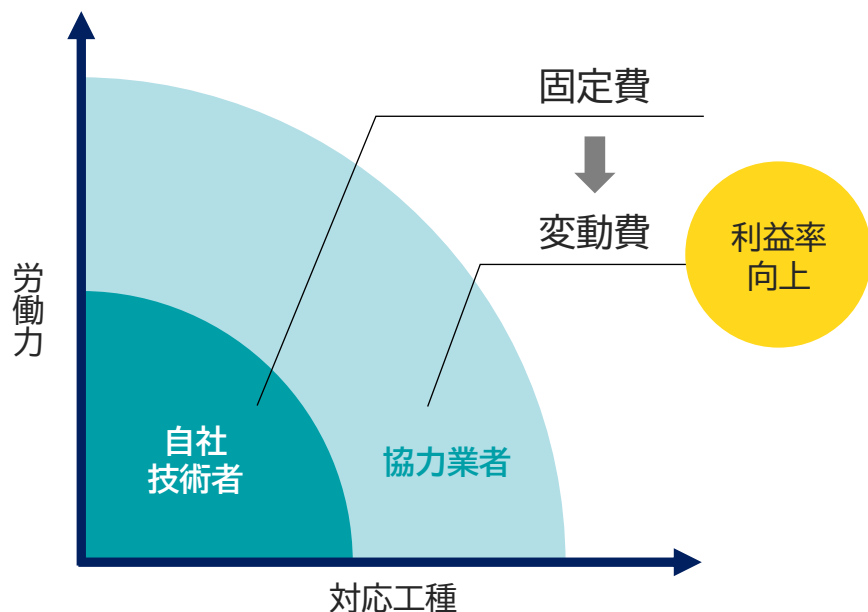 固定費
変動費
利益率
向上
労働力
自社
技術者
協力業者
対応工種